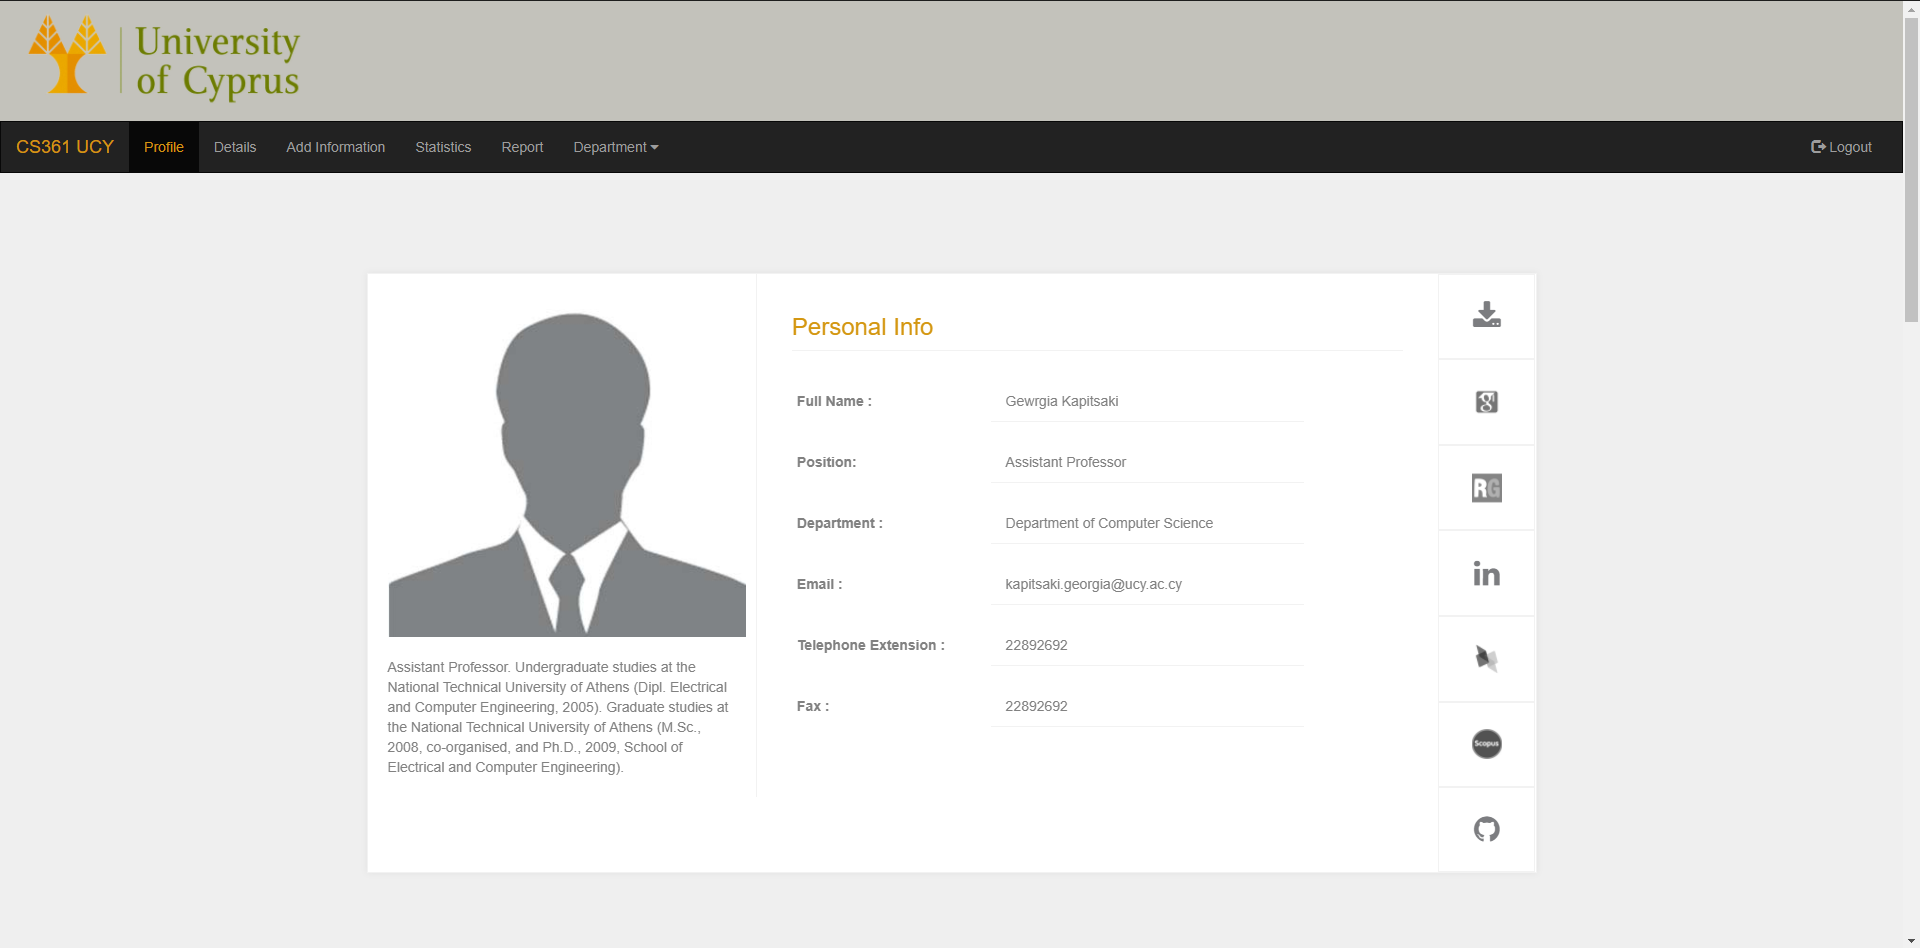 University
of Cyprus
CS361 UCY Profile Details Add Information Statistics Report Department Logout
Personal Info
Full Name : Gewrgia Kapitsaki
Position: Assistant Professor
Department : Department of Computer Science
Email : kapitsaki.georgia@ucy.ac.cy
Telephone Extension : 22892692
Fax : 22892692
Assistant Professor. Undergraduate studies at the
National Technical University of Athens (Dipl. Electrical
and Computer Engineering, 2005). Graduate studies at
the National Technical University of Athens (M.Sc.,
2008, co-organised, and Ph.D., 2009, School of
Electrical and Computer Engineering).
g
RG
in
Scopus